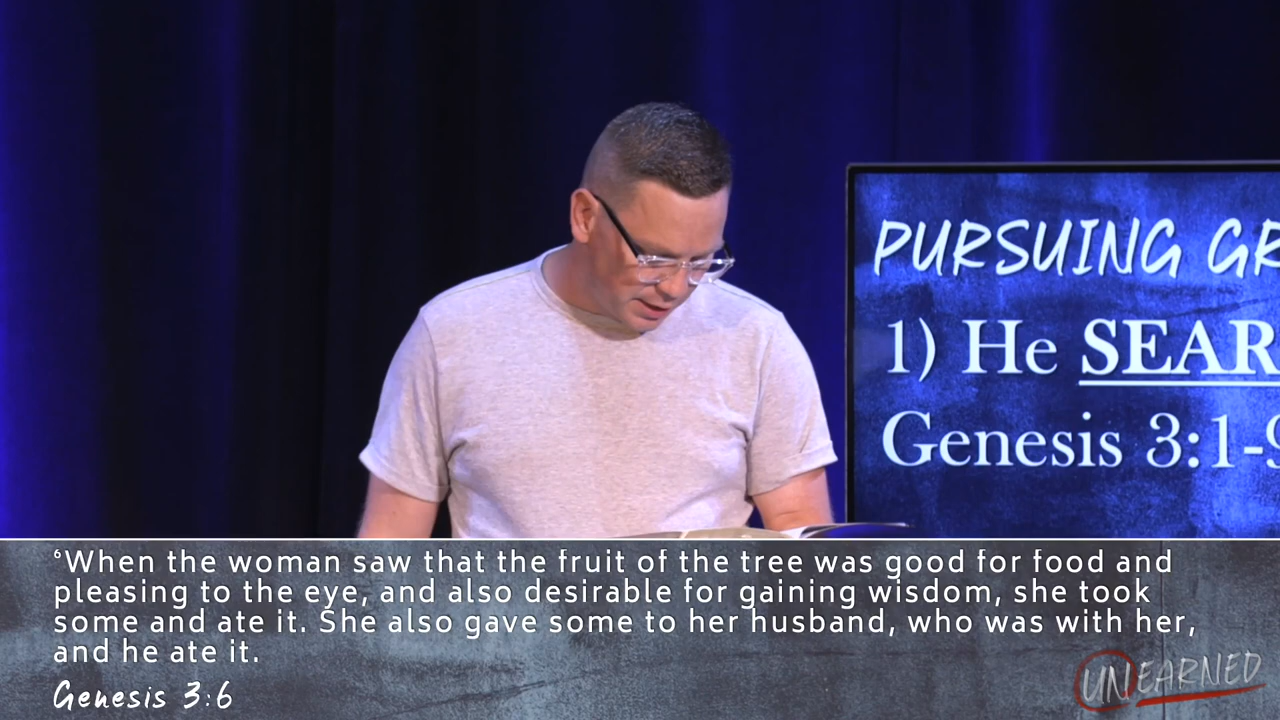 PURSUING GR
1) He SEAR
Genesis 3:1-9
⁶When the woman saw that the fruit of the tree was good for food and
pleasing to the eye, and also desirable for gaining wisdom, she took
some and ate it. She also gave some to her husband, who was with her,
and he ate it.
Genesis 3:6
UNEARNED